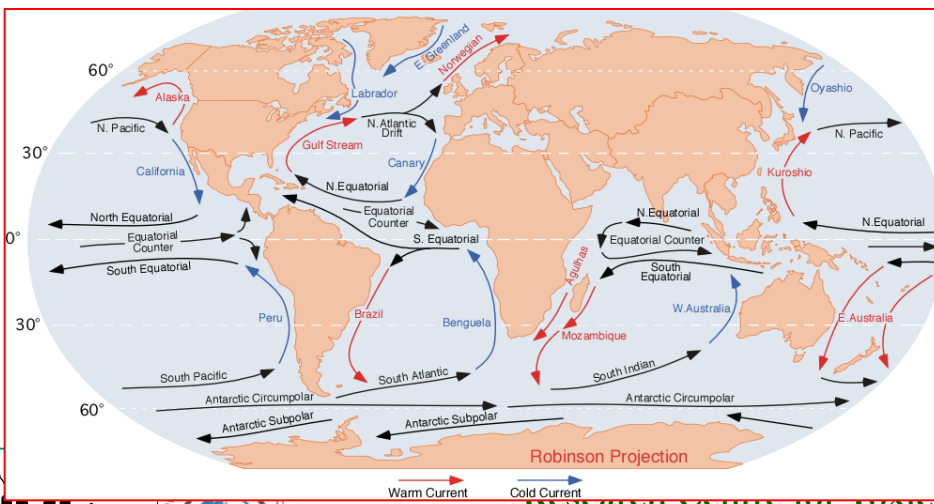 E. Greenland
Norwegian
60°
Alaska
Labrador
Oyashio
N. Pacific
N.Atlantic
Drift
N. Pacific
Gulf Stream
30°
California
Canary
Kuroshio
N.Equatorial
North Equatorial
Equatorial
Counter
N.Equatorial
N.Equatorial
0°
Equatorial
Counter
S. Equatorial
Equatorial Counter
South Equatorial
Agulhas
South
Equatorial
Peru
Brazil
Benguela
W.Australia
E.Australia
30°
Mozambique
South Pacific
South Atlantic
South Indian
Antarctic Circumpolar
Antarctic Circumpolar
60°
Antarctic Subpolar
Antarctic Subpolar
Robinson Projection
Warm Current
Cold Current